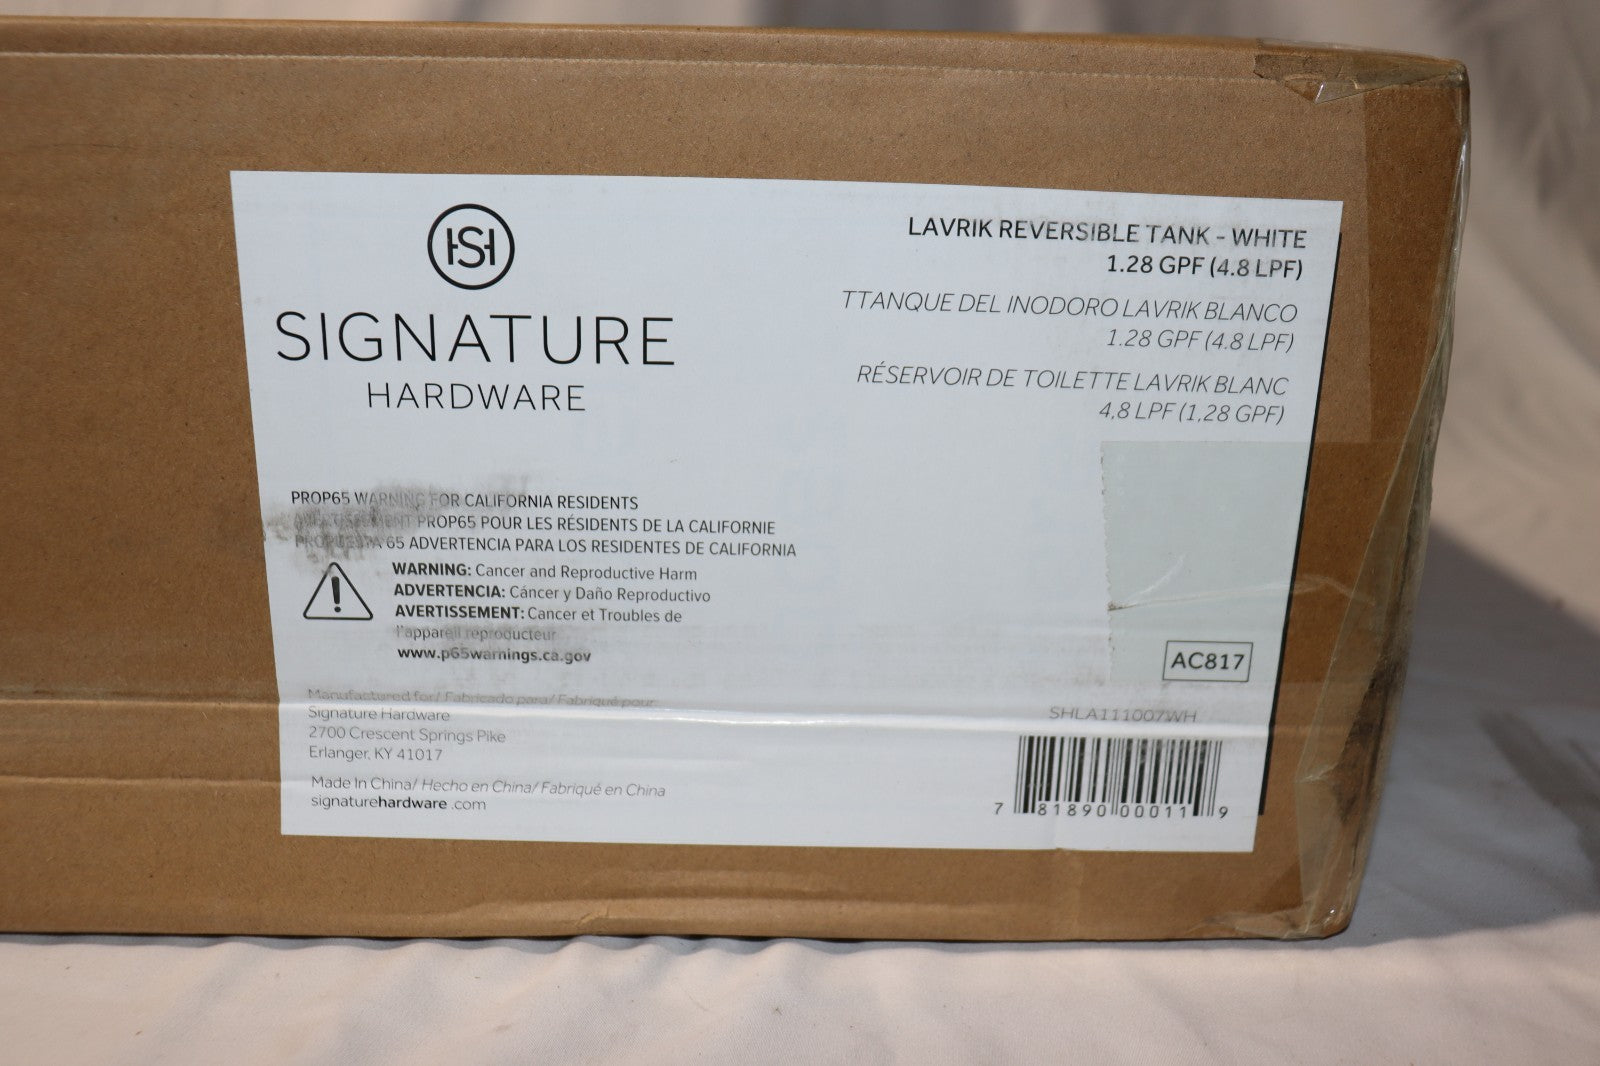 HSH
SIGNATURE
HARDWARE
LAVRIK REVERSIBLE TANK - WHITE
1.28 GPF (4.8 LPF)
TTANQUE DEL INODORO LAVRIK BLANCO
1.28 GPF (4.8 LPF)
RÉSERVOIR DE TOILETTE LAVRIK BLANC
4,8 LPF (1,28 GPF)
PROP65 WARNING FOR CALIFORNIA RESIDENTS
AVERTISSEMENT PROP65 POUR LES RÉSIDENTS DE LA CALIFORNIE
PROPUESTA 65 ADVERTENCIA PARA LOS RESIDENTES DE CALIFORNIA
WARNING: Cancer and Reproductive Harm
ADVERTENCIA: Cáncer y Daño Reproductivo
AVERTISSEMENT: Cancer et Troubles de
l'appareil reproducteur
www.p65warnings.ca.gov
Manufactured for/ Fabricado para/ Fabriqué pour
Signature Hardware
2700 Crescent Springs Pike
Erlanger, KY 41017
Made In China/ Hecho en China/ Fabriqué en China
signaturehardware .com
AC817
SHLA111007WH
7 81890 00011 9